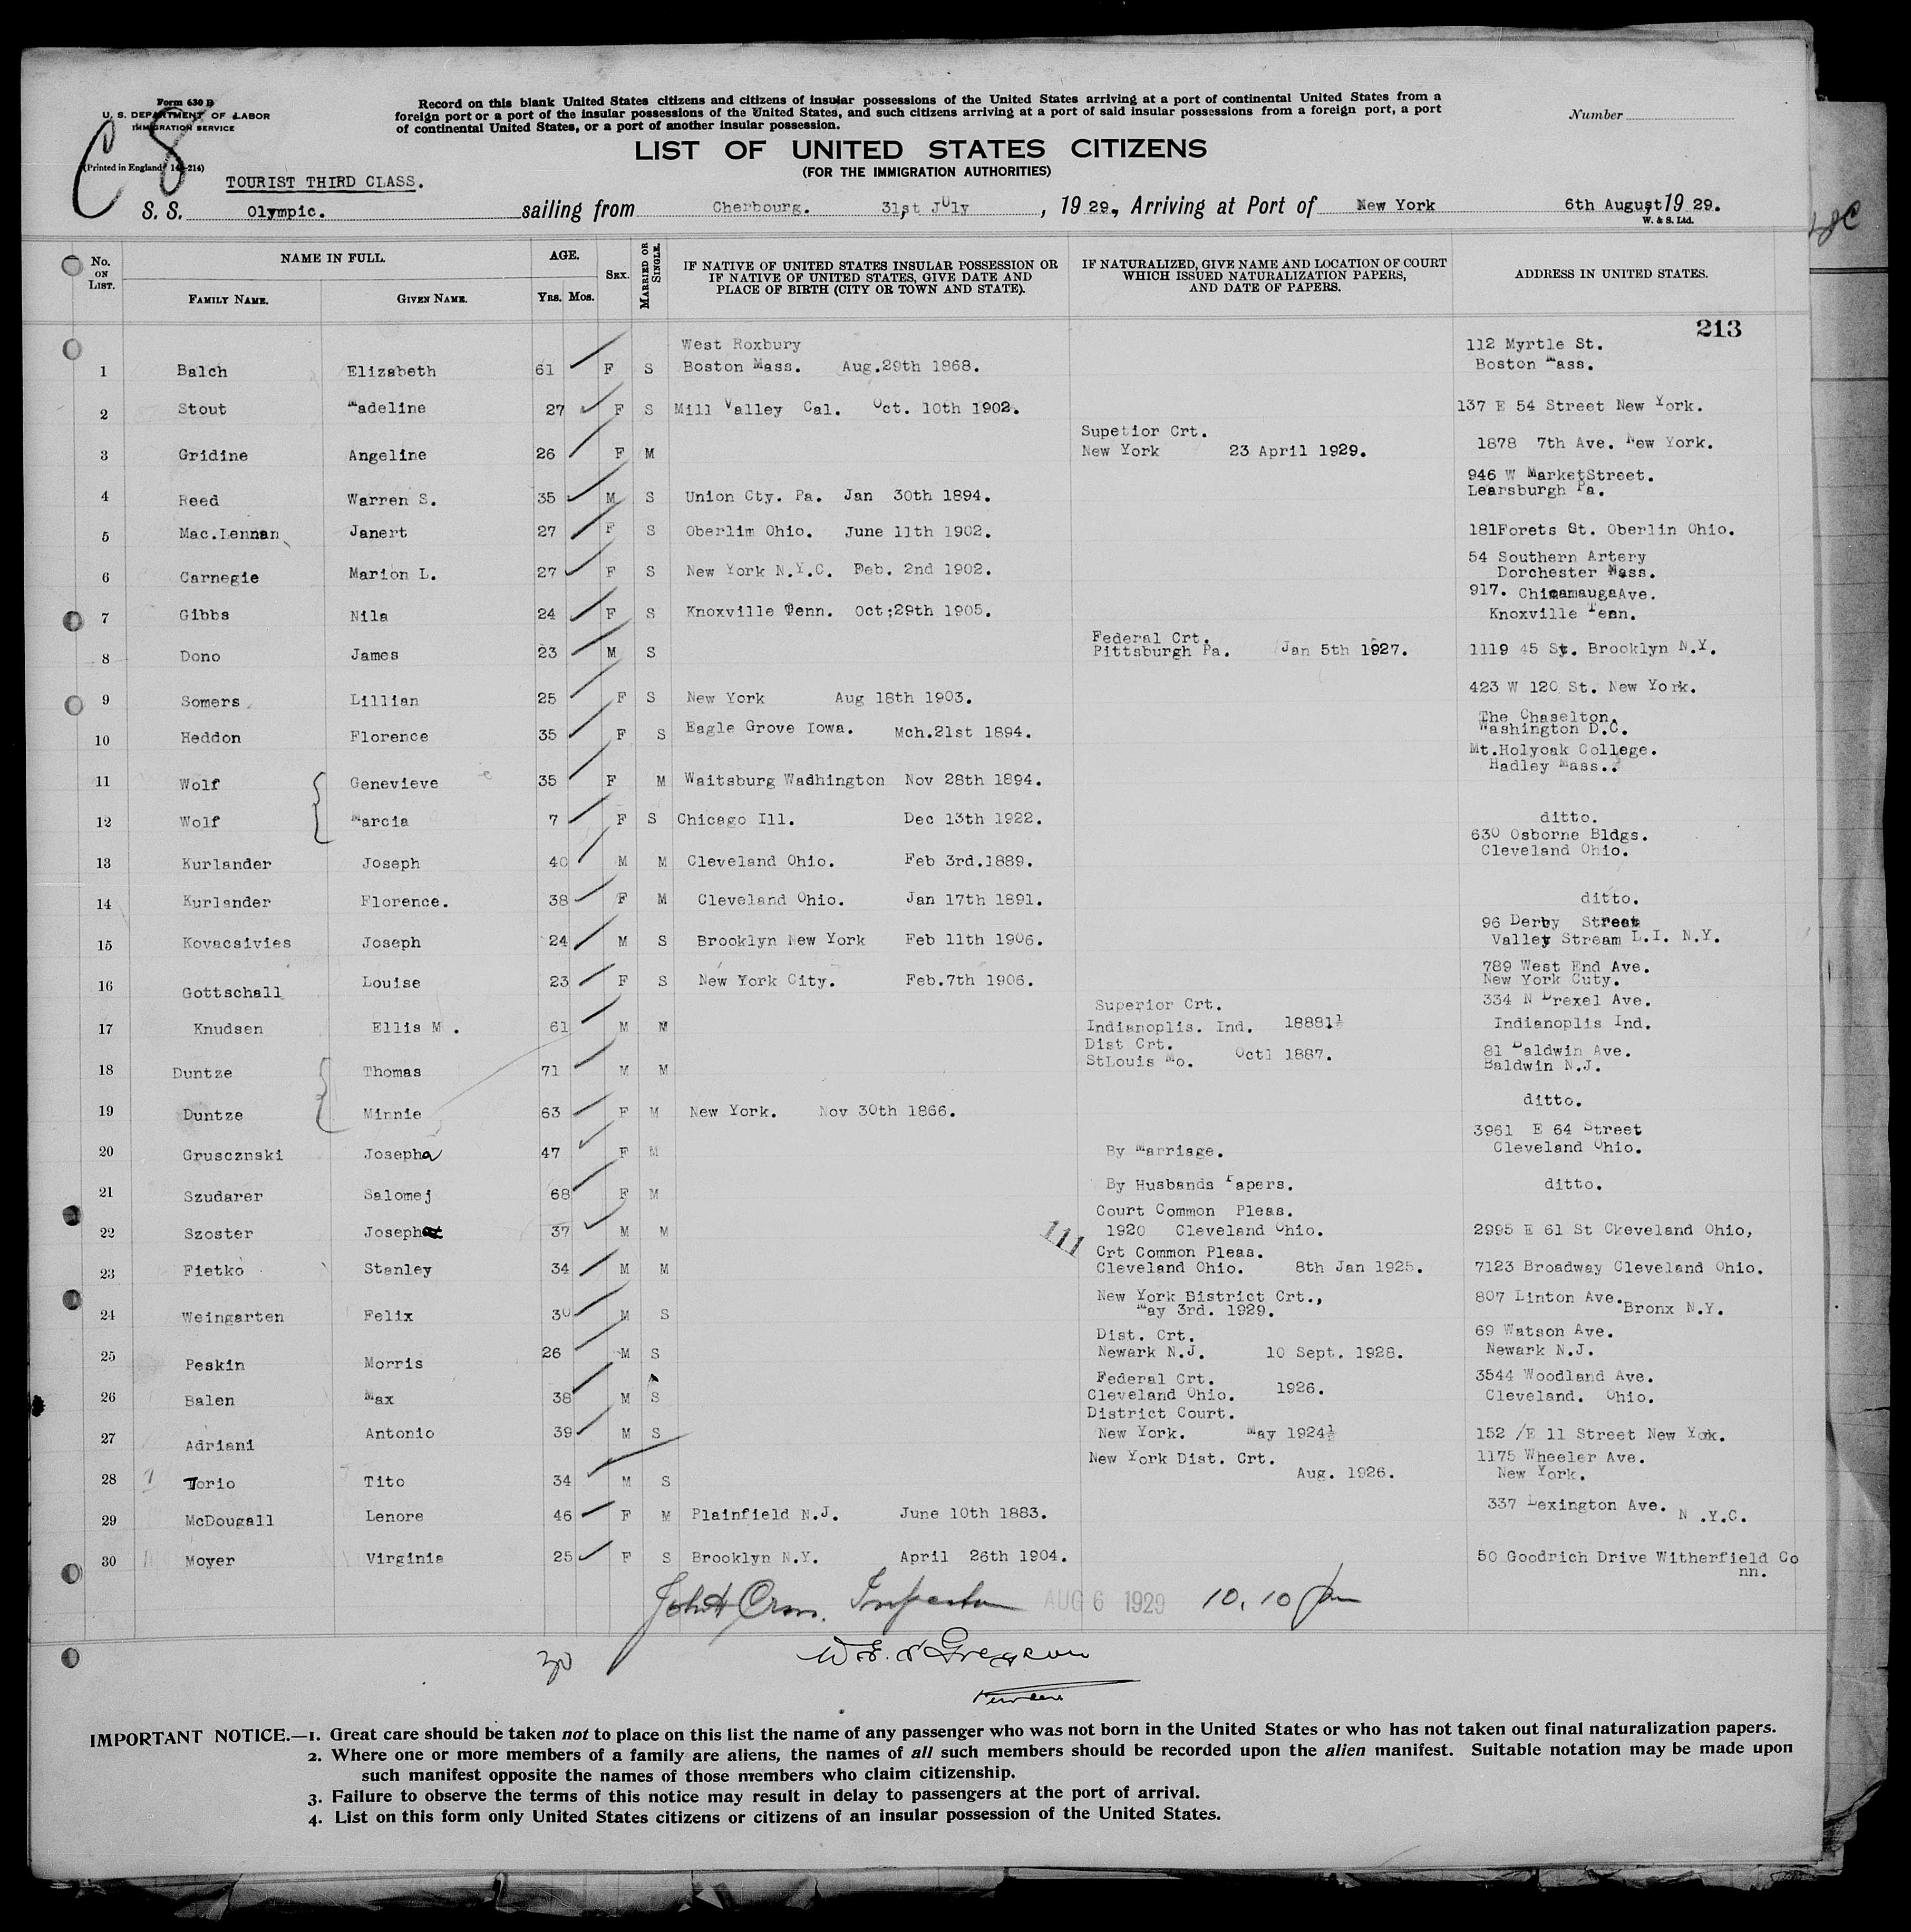 Form 630 B
U. S. DEPARTMENT OF LABOR
IMMIGRATION SERVICE
(Printed in England
C 8
TOURIST THIRD CLASS.
Record on this blank United States citizens and citizens of insular possessions of the United States arriving at a port of continental United States from a
foreign port or a port of the insular possessions of the United States, and such citizens arriving at a port of said insular possessions from a foreign port, a port
of continental United States, or a port of another insular possession.
Number
LIST OF UNITED STATES CITIZENS
(FOR THE IMMIGRATION AUTHORITIES)
S. S. Olympic. sailing from Cherbourg. 31st July, 1929., Arriving at Port of New York 6th August, 1929.
W. & S. Ltd.
No. ON LIST. NAME IN FULL. FAMILY NAME. GIVEN NAME. AGE. YRS. MOS. SEX. MARRIED OR SINGLE. IF NATIVE OF UNITED STATES INSULAR POSSESSION OR IF NATIVE OF UNITED STATES, GIVE DATE AND PLACE OF BIRTH (CITY OR TOWN AND STATE). IF NATURALIZED, GIVE NAME AND LOCATION OF COURT WHICH ISSUED NATURALIZATION PAPERS, AND DATE OF PAPERS. ADDRESS IN UNITED STATES.
213
West Roxbury 112 Myrtle St.
1 Balch Elizabeth 61 F S Boston Mass. Aug.29th 1868. Boston Mass.
2 Stout Madeline 27 F S Mill Valley Cal. Oct. 10th 1902. 137 E 54 Street New York.
Supetior Crt.
3 Gridine Angeline 26 F M New York 23 April 1929. 1878 7th Ave. New York.
946 W MarketStreet.
4 Reed Warren S. 35 M S Union Cty. Pa. Jan 30th 1894. Learsburgh Pa.
5 Mac.Lennan Janert 27 F S Oberlim Ohio. June 11th 1902. 181Forets St. Oberlin Ohio.
54 Southern Artery
6 Carnegie Marion L. 27 F S New York N.Y.C. Feb. 2nd 1902. Dorchester Mass.
917. ChimamaugaAve.
7 Gibbs Nila 24 F S Knoxville Tenn. Oct;29th 1905. Knoxville Tenn.
Federal Crt.
8 Dono James 23 M S Pittsburgh Pa. Jan 5th 1927. 1119 45 St. Brooklyn N.Y.
9 Somers Lillian 25 F S New York Aug 18th 1903. 423 W 120 St. New York.
The Chaselton.
10 Heddon Florence 35 F S Eagle Grove Iowa. Mch.21st 1894. Washington D.C.
Mt.Holyoak College.
11 Wolf Genevieve 35 F M Waitsburg Washington Nov 28th 1894. Hadley Mass..
12 Wolf Marcia 7 F S Chicago Ill. Dec 13th 1922. ditto.
630 Osborne Bldgs.
13 Kurlander Joseph 40 M M Cleveland Ohio. Feb 3rd.1889. Cleveland Ohio.
14 Kurlander Florence. 38 F M Cleveland Ohio. Jan 17th 1891. ditto.
96 Derby Street
15 Kovacsivies Joseph 24 M S Brooklyn New York Feb 11th 1906. Valley Stream L.I. N.Y.
789 West End Ave.
16 Gottschall Louise 23 F S New York City. Feb.7th 1906. New York Cuty.
Superior Crt. 334 N Drexel Ave.
17 Knudsen Ellis M . 61 M M Indianoplis. Ind. 18881½ Indianoplis Ind.
Dist Crt. 81 Baldwin Ave.
18 Duntze Thomas 71 M M StLouis Mo. Oct1 1887. Baldwin N.J.
19 Duntze Minnie 63 F M New York. Nov 30th 1866. ditto.
3961 E 64 Street
20 Gruscznski Josepha 47 F M By Marriage. Cleveland Ohio.
21 Szudarer Salomej 68 F M By Husbands Papers. ditto.
Court Common Pleas.
22 Szoster Joseph 37 M M 1920 Cleveland Ohio. 2995 E 61 St Ckeveland Ohio,
111
Crt Common Pleas.
23 Fietko Stanley 34 M M Cleveland Ohio. 8th Jan 1925. 7123 Broadway Cleveland Ohio.
New York District Crt., 807 Linton Ave.
24 Weingarten Felix 30 M S May 3rd. 1929. Bronx N.Y.
Dist. Crt. 69 Watson Ave.
25 Peskin Morris 26 M S Newark N.J. 10 Sept. 1928. Newark N.J.
Federal Crt. 3544 Woodland Ave.
26 Balen Max 38 M S Cleveland Ohio. 1926. Cleveland. Ohio.
District Court.
27 Adriani Antonio 39 M S New York. May 1924½ 152 /E 11 Street New York.
New York Dist. Crt. 1175 Wheeler Ave.
28 Torio Tito 34 M S Aug. 1926. New York.
29 McDougall Lenore 46 F M Plainfield N.J. June 10th 1883. 337 Lexington Ave. N .Y.C.
30 Moyer Virginia 25 F S Brooklyn N.Y. April 26th 1904. 50 Goodrich Drive Witherfield Co
nn.
John Orm. Inspector AUG 6 1929 10.10 pm
30
W. E. Gregson
Purser
IMPORTANT NOTICE.—1. Great care should be taken not to place on this list the name of any passenger who was not born in the United States or who has not taken out final naturalization papers.
2. Where one or more members of a family are aliens, the names of all such members should be recorded upon the alien manifest. Suitable notation may be made upon
such manifest opposite the names of those members who claim citizenship.
3. Failure to observe the terms of this notice may result in delay to passengers at the port of arrival.
4. List on this form only United States citizens or citizens of an insular possession of the United States.